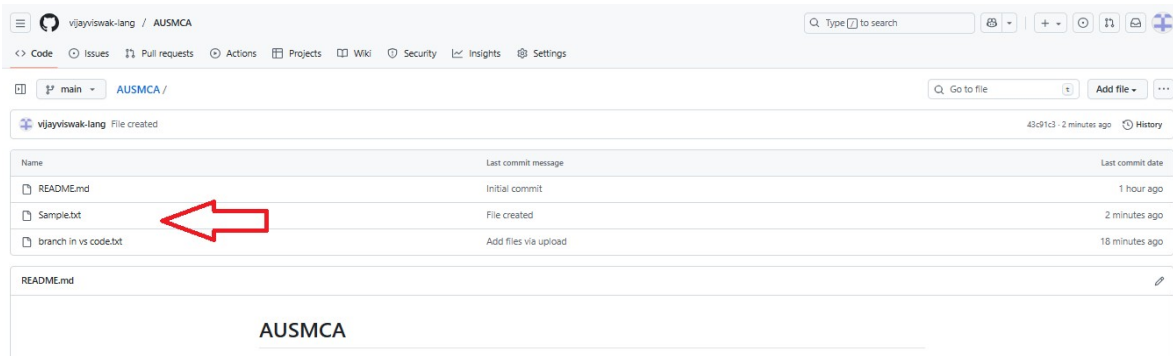 vijayviswak-lang / AUSMCA
Type / to search
Code Issues Pull requests Actions Projects Wiki Security Insights Settings
main AUSMCA /
Go to file t Add file
vijayviswak-lang File created 43c91c3 · 2 minutes ago History
Name Last commit message Last commit date
README.md Initial commit 1 hour ago
Sample.txt File created 2 minutes ago
branch in vs code.txt Add files via upload 18 minutes ago
README.md
AUSMCA